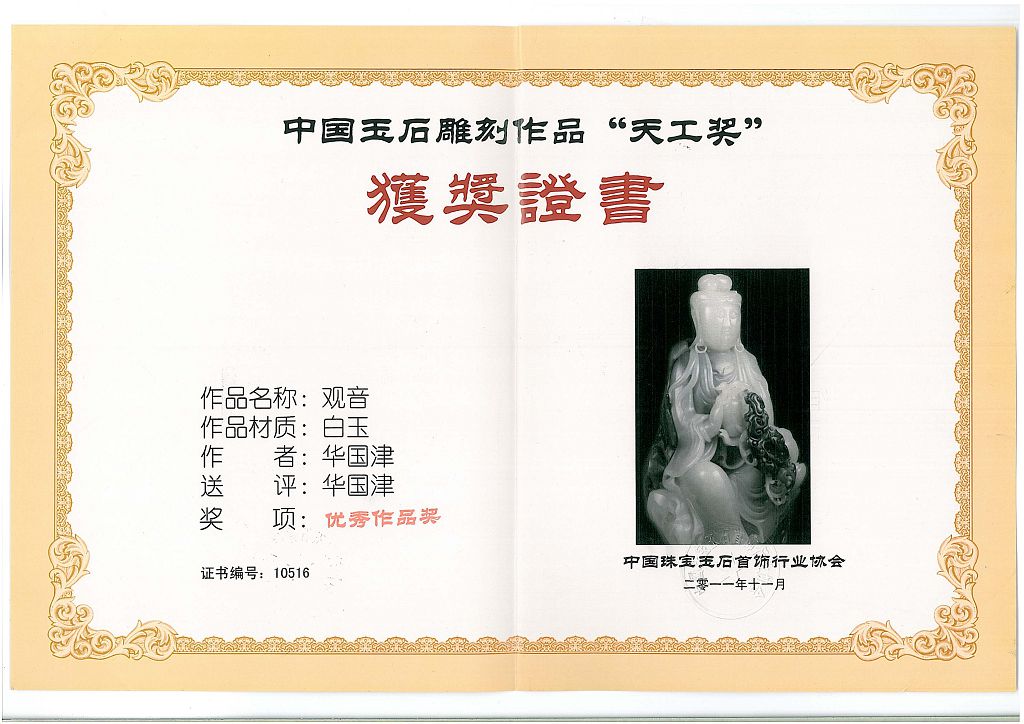 中国玉石雕刻作品“天工奖”
獲獎證書
作品名称：观音
作品材质：白玉
作　　者：华国津
送　　评：华国津
奖　　项：优秀作品奖
证书编号：10516
中国珠宝玉石首饰行业协会
二零一一年十一月